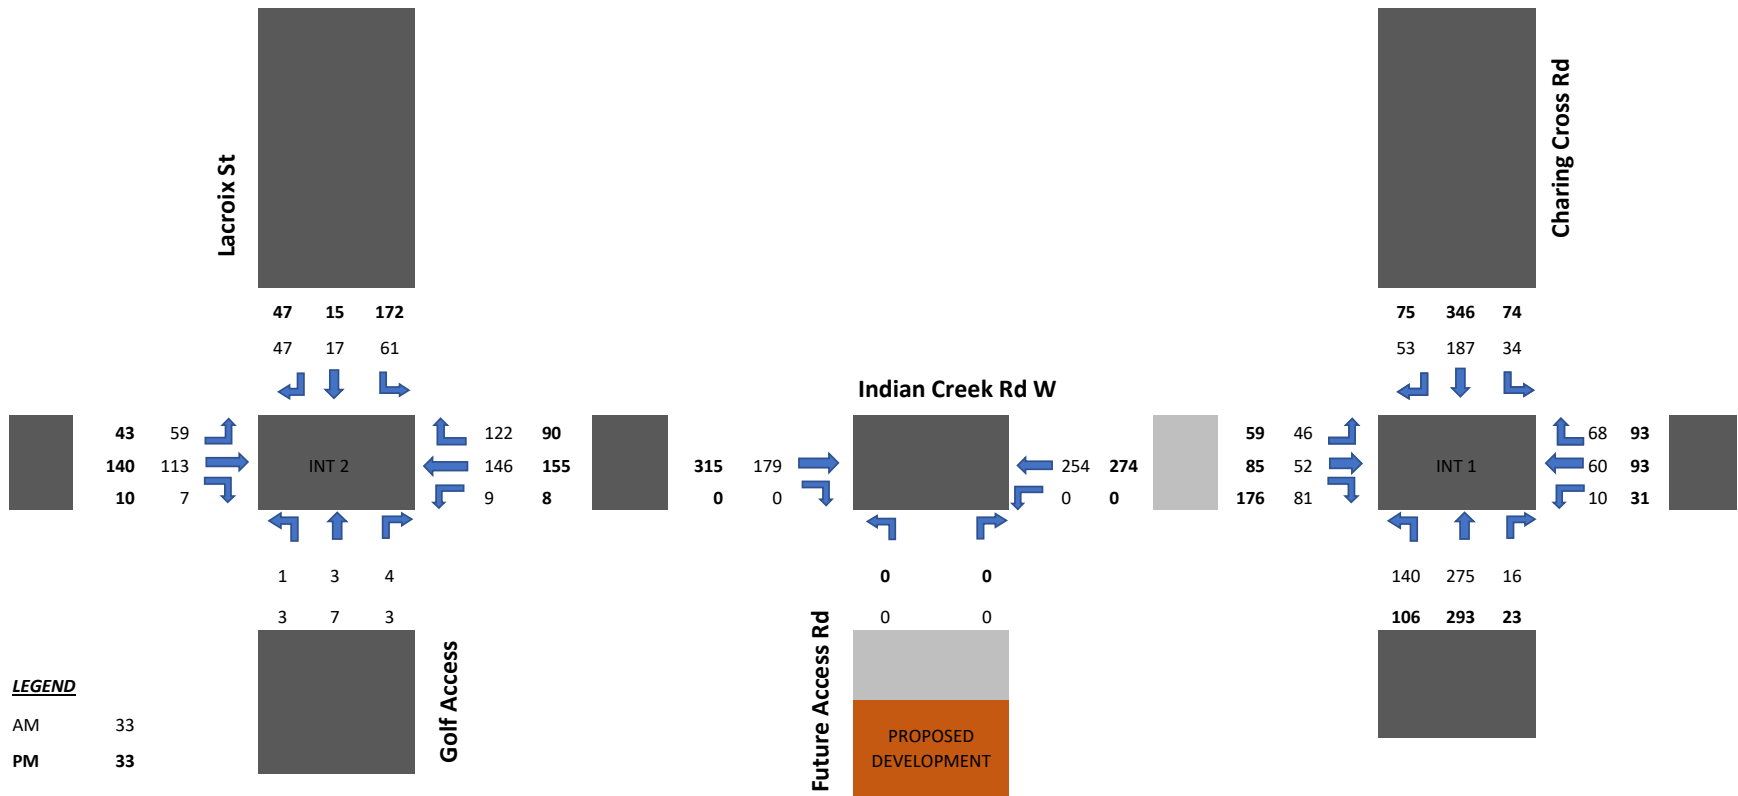 Lacroix St
Charing Cross Rd
47 15 172
47 17 61
75 346 74
53 187 34
Indian Creek Rd W
43 59
140 113
10 7
INT 2
122 90
146 155
9 8
315 179
0 0
254 274
0 0
59 46
85 52
176 81
INT 1
68 93
60 93
10 31
1 3 4
3 7 3
0 0
0 0
140 275 16
106 293 23
Golf Access
Future Access Rd
PROPOSED
DEVELOPMENT
LEGEND
AM 33
PM 33